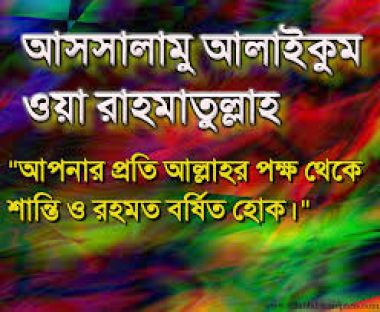 আসসালামু আলাইকুম
ওয়া রাহমাতুল্লাহ
"আপনার প্রতি আল্লাহর পক্ষ থেকে
শান্তি ও রহমত বর্ষিত হোক।"